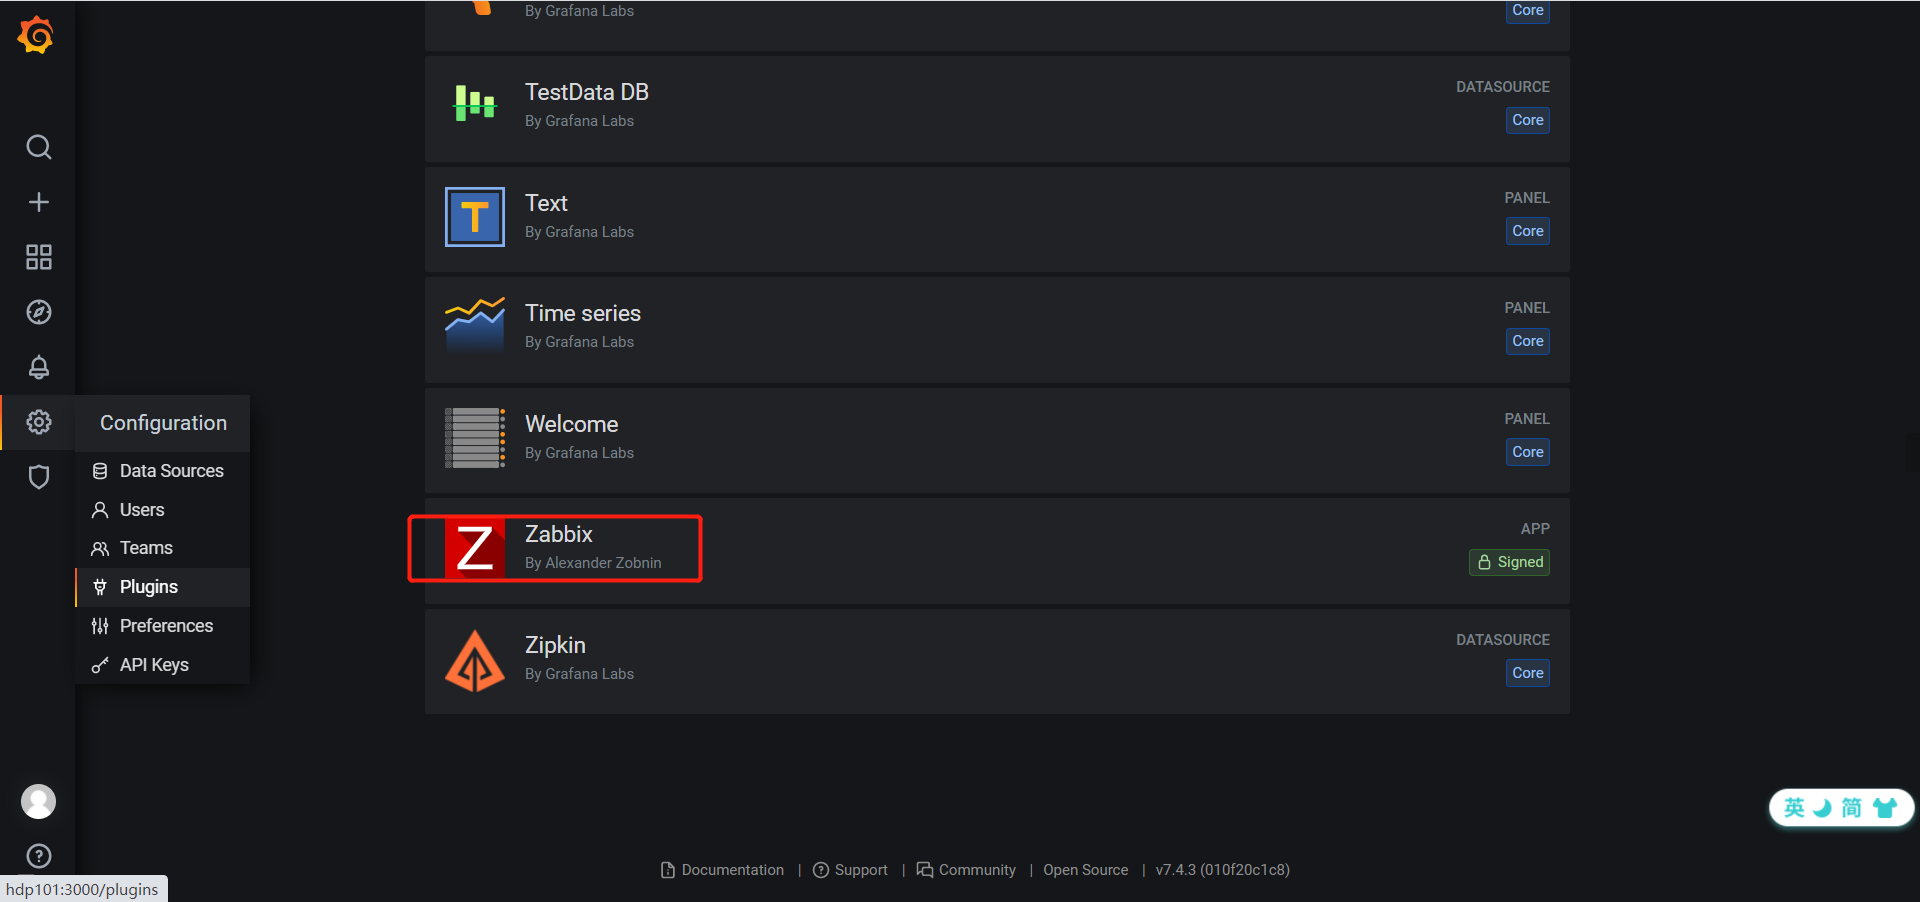 By Grafana Labs
Core
TestData DB
By Grafana Labs
DATASOURCE
Core
Text
By Grafana Labs
PANEL
Core
Time series
By Grafana Labs
PANEL
Core
Configuration
Data Sources
Users
Teams
Plugins
Preferences
API Keys
Welcome
By Grafana Labs
PANEL
Core
Zabbix
By Alexander Zobnin
APP
Signed
Zipkin
By Grafana Labs
DATASOURCE
Core
英 简
Documentation | Support | Community | Open Source | v7.4.3 (010f20c1c8)
hdp101:3000/plugins